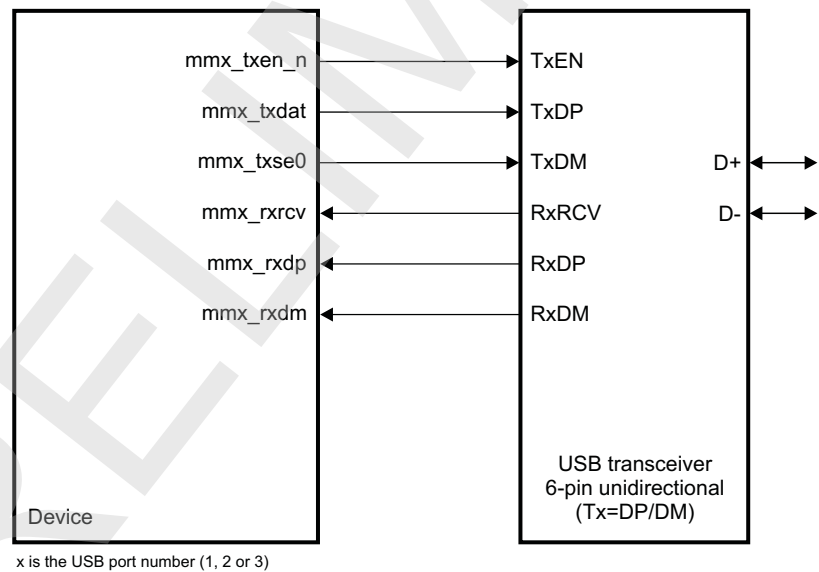 mmx_txen_n TxEN
mmx_txdat TxDP
mmx_txse0 TxDM D+
mmx_rxrcv RxRCV D-
mmx_rxdp RxDP
mmx_rxdm RxDM
USB transceiver
6-pin unidirectional
(Tx=DP/DM)
Device
x is the USB port number (1, 2 or 3)